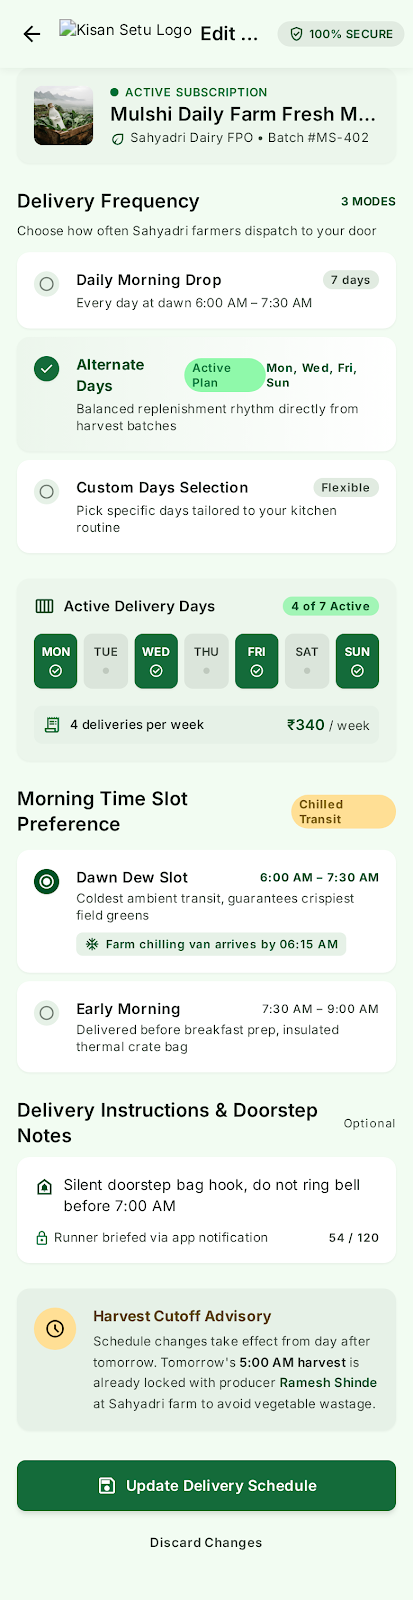 Kisan Setu Logo
Edit ...
100% SECURE
ACTIVE SUBSCRIPTION
Mulshi Daily Farm Fresh M...
Sahyadri Dairy FPO • Batch #MS-402
Delivery Frequency
3 MODES
Choose how often Sahyadri farmers dispatch to your door
Daily Morning Drop
7 days
Every day at dawn 6:00 AM – 7:30 AM
Alternate
Days
Active
Plan
Mon, Wed, Fri,
Sun
Balanced replenishment rhythm directly from
harvest batches
Custom Days Selection
Flexible
Pick specific days tailored to your kitchen
routine
Active Delivery Days
4 of 7 Active
MON TUE WED THU FRI SAT SUN
4 deliveries per week
₹340 / week
Morning Time Slot
Preference
Chilled
Transit
Dawn Dew Slot
6:00 AM – 7:30 AM
Coldest ambient transit, guarantees crispiest
field greens
Farm chilling van arrives by 06:15 AM
Early Morning
7:30 AM – 9:00 AM
Delivered before breakfast prep, insulated
thermal crate bag
Delivery Instructions & Doorstep
Notes
Optional
Silent doorstep bag hook, do not ring bell
before 7:00 AM
Runner briefed via app notification
54 / 120
Harvest Cutoff Advisory
Schedule changes take effect from day after
tomorrow. Tomorrow's 5:00 AM harvest is
already locked with producer Ramesh Shinde
at Sahyadri farm to avoid vegetable wastage.
Update Delivery Schedule
Discard Changes